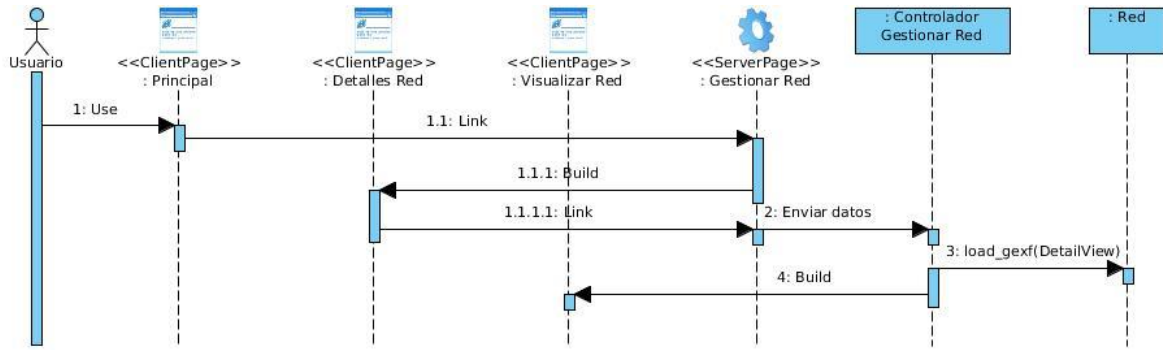 : Controlador
Gestionar Red
: Red
Usuario
<<ClientPage>>
: Principal
<<ClientPage>>
: Detalles Red
<<ClientPage>>
: Visualizar Red
<<ServerPage>>
: Gestionar Red
1: Use
1.1: Link
1.1.1: Build
1.1.1.1: Link
2: Enviar datos
3: load_gexf(DetailView)
4: Build